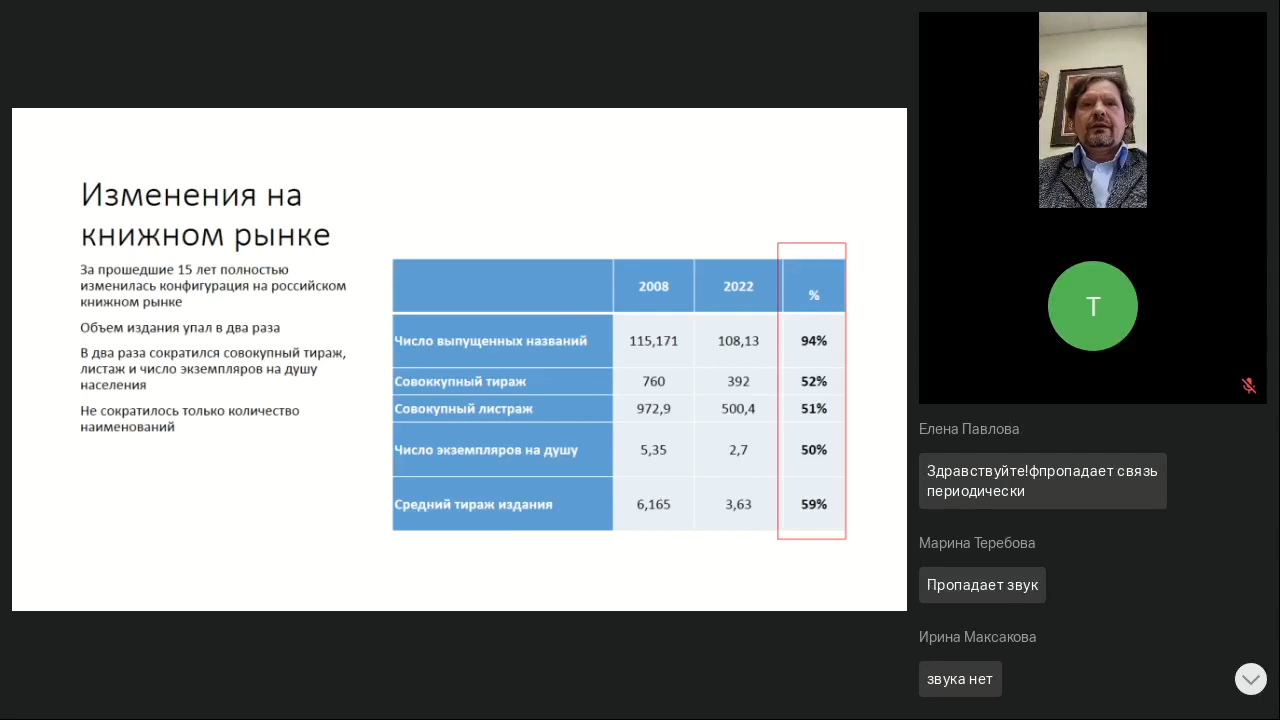 Изменения на
книжном рынке
За прошедшие 15 лет полностью
изменилась конфигурация на российском
книжном рынке
Объем издания упал в два раза
В два раза сократился совокупный тираж,
листаж и число экземпляров на душу
населения
Не сократилось только количество
наименований
2008 2022 %
Число выпущенных названий 115,171 108,13 94%
Совоккупный тираж 760 392 52%
Совокупный листраж 972,9 500,4 51%
Число экземпляров на душу 5,35 2,7 50%
Средний тираж издания 6,165 3,63 59%
Т
Елена Павлова
Здравствуйте!фпропадает связь
периодически
Марина Теребова
Пропадает звук
Ирина Максакова
звука нет